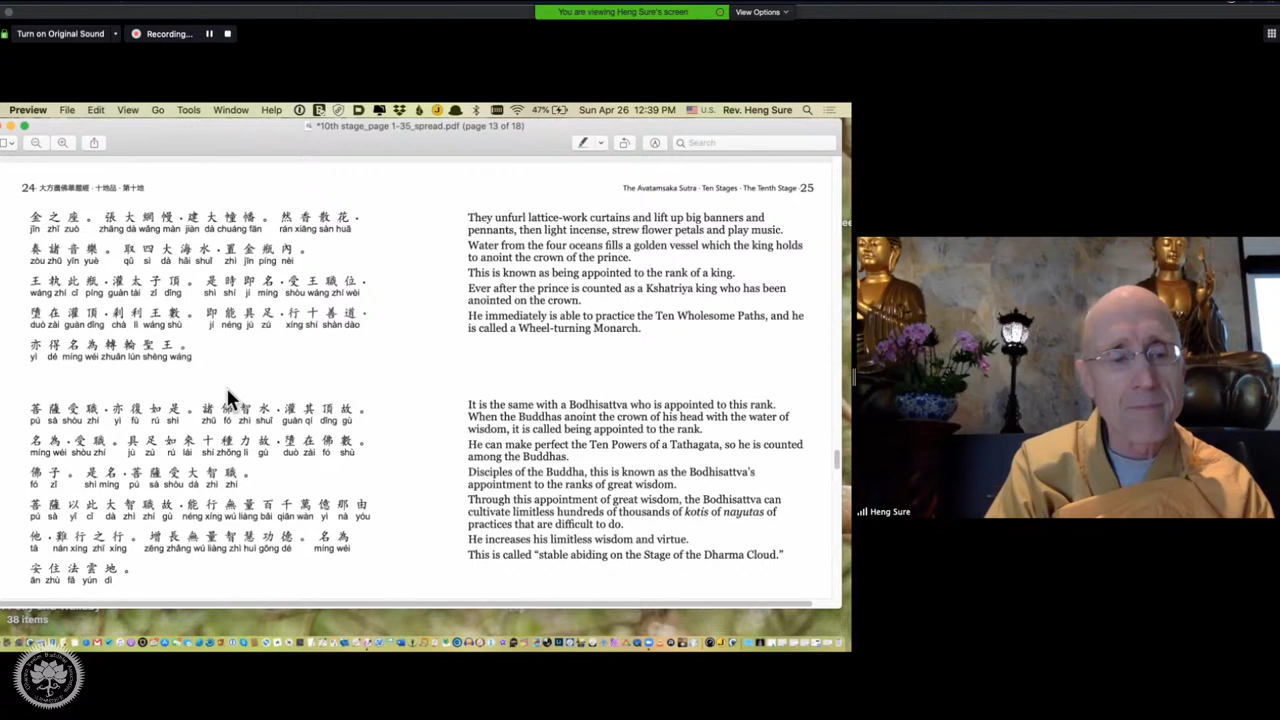 You are viewing Heng Sure's screen
View Options
Turn on Original Sound
Recording...
Preview File Edit View Go Tools Window Help
47% Sun Apr 26 12:39 PM U.S. Rev. Heng Sure
*10th stage_page 1-35_spread.pdf (page 13 of 18)
Search
24 大方廣佛華嚴經 · 十地品 · 第十地
金之座。張大網幔·建大幢幡。然香散花·
jīn zhī zuò zhāng dà wǎng màn jiàn dà chuáng fān rán xiāng sàn huā
奏諸音樂。取四大海水·置金瓶內。
zòu zhū yīn yuè qǔ sì dà hǎi shuǐ zhì jīn píng nèi
王執此瓶·灌太子頂。是時即名·受王職位·
wáng zhí cǐ píng guàn tài zǐ dǐng shì shí jí míng shòu wáng zhí wèi
墮在灌頂·剎利王數。即能具足·行十善道·
duò zài guàn dǐng chà lì wáng shù jí néng jù zú xíng shí shàn dào
亦得名為轉輪聖王。
yì dé míng wéi zhuǎn lún shèng wáng
菩薩受職·亦復如是。諸佛智水·灌其頂故。
pú sà shòu zhí yì fù rú shì zhū fó zhì shuǐ guàn qí dǐng gù
名為·受職。具足如來十種力故·墮在佛數。
míng wéi shòu zhí jù zú rú lái shí zhǒng lì gù duò zài fó shù
佛子。是名·菩薩受大智職。
fó zǐ shì míng pú sà shòu dà zhì zhí
菩薩以此大智職故·能行無量百千萬億那由
pú sà yǐ cǐ dà zhì zhí gù néng xíng wú liàng bǎi qiān wàn yì nà yóu
他·難行之行。增長無量智慧功德。名為
tā nán xíng zhī xíng zēng zhǎng wú liàng zhì huì gōng dé míng wéi
安住法雲地。
ān zhù fǎ yún dì
The Avatamsaka Sutra · Ten Stages · The Tenth Stage 25
They unfurl lattice-work curtains and lift up big banners and
pennants, then light incense, strew flower petals and play music.
Water from the four oceans fills a golden vessel which the king holds
to anoint the crown of the prince.
This is known as being appointed to the rank of a king.
Ever after the prince is counted as a Kshatriya king who has been
anointed on the crown.
He immediately is able to practice the Ten Wholesome Paths, and he
is called a Wheel-turning Monarch.
It is the same with a Bodhisattva who is appointed to this rank.
When the Buddhas anoint the crown of his head with the water of
wisdom, it is called being appointed to the rank.
He can make perfect the Ten Powers of a Tathagata, so he is counted
among the Buddhas.
Disciples of the Buddha, this is known as the Bodhisattva's
appointment to the ranks of great wisdom.
Through this appointment of great wisdom, the Bodhisattva can
cultivate limitless hundreds of thousands of kotis of nayutas of
practices that are difficult to do.
He increases his limitless wisdom and virtue.
This is called “stable abiding on the Stage of the Dharma Cloud.”
38 items
Heng Sure